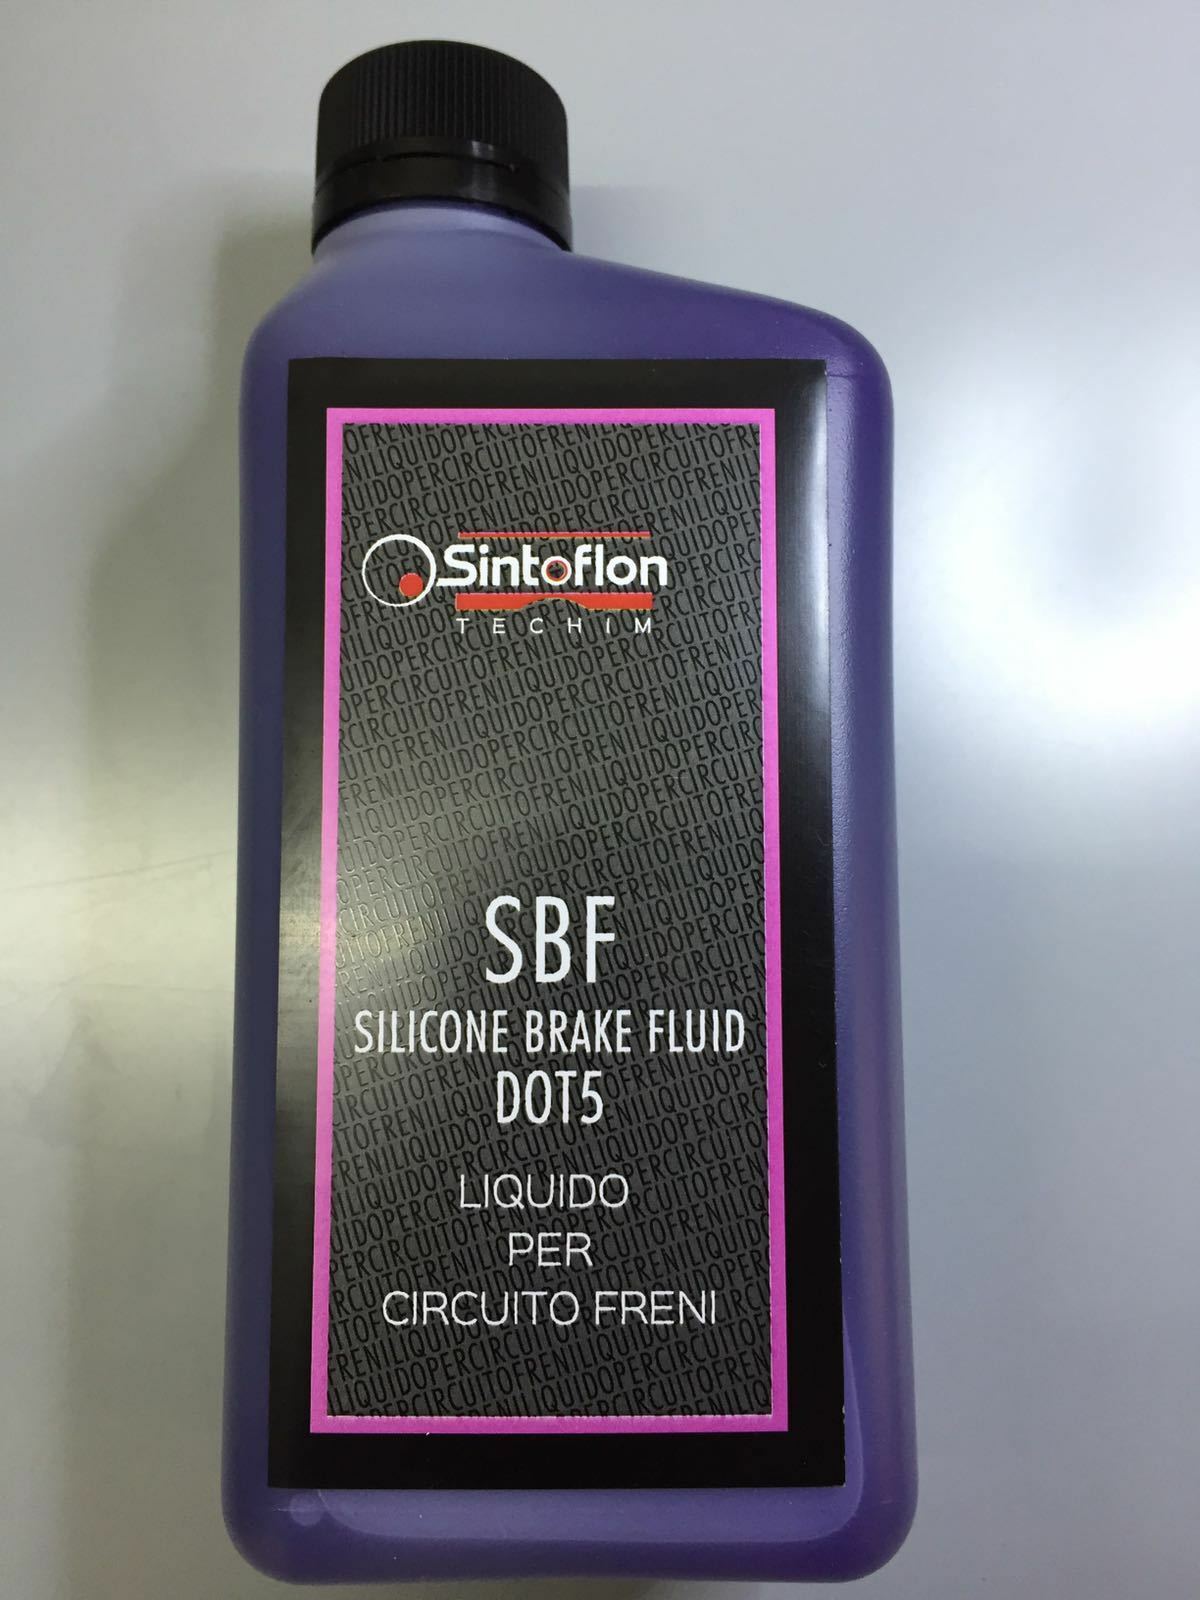 Sintoflon
TECHIM
SBF
SILICONE BRAKE FLUID
DOT5
LIQUIDO
PER
CIRCUITO FRENI